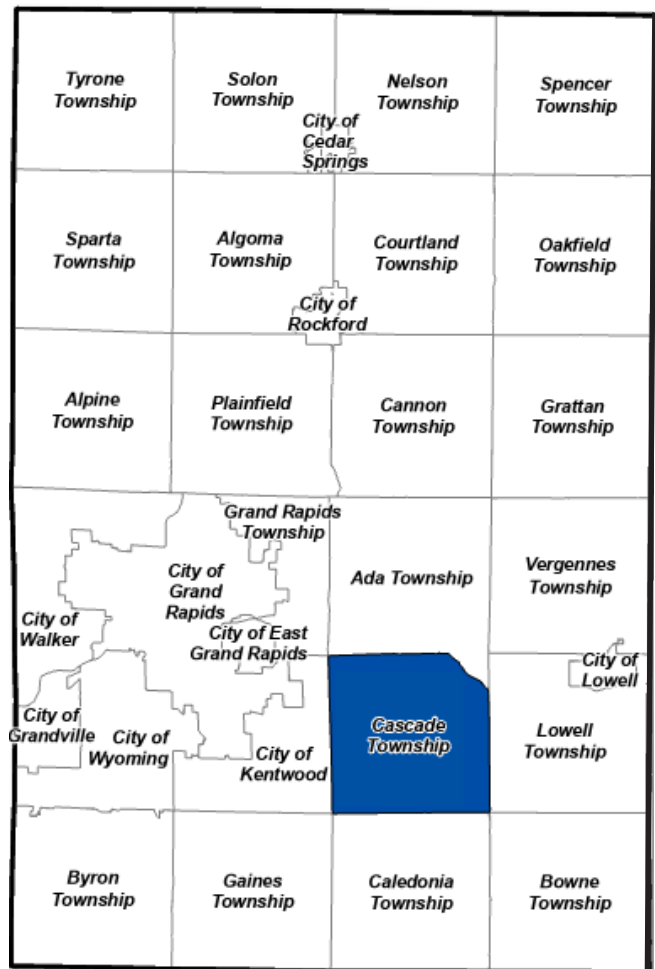 Tyrone
Township
Solon
Township
Nelson
Township
Spencer
Township
City of
Cedar
Springs
Sparta
Township
Algoma
Township
Courtland
Township
Oakfield
Township
City of
Rockford
Alpine
Township
Plainfield
Township
Cannon
Township
Grattan
Township
Grand Rapids
Township
City of
Grand
Rapids
Ada Township
Vergennes
Township
City of
Walker
City of East
Grand Rapids
City of
Lowell
City of
Grandville
City of
Wyoming
City of
Kentwood
Cascade
Township
Lowell
Township
Byron
Township
Gaines
Township
Caledonia
Township
Bowne
Township